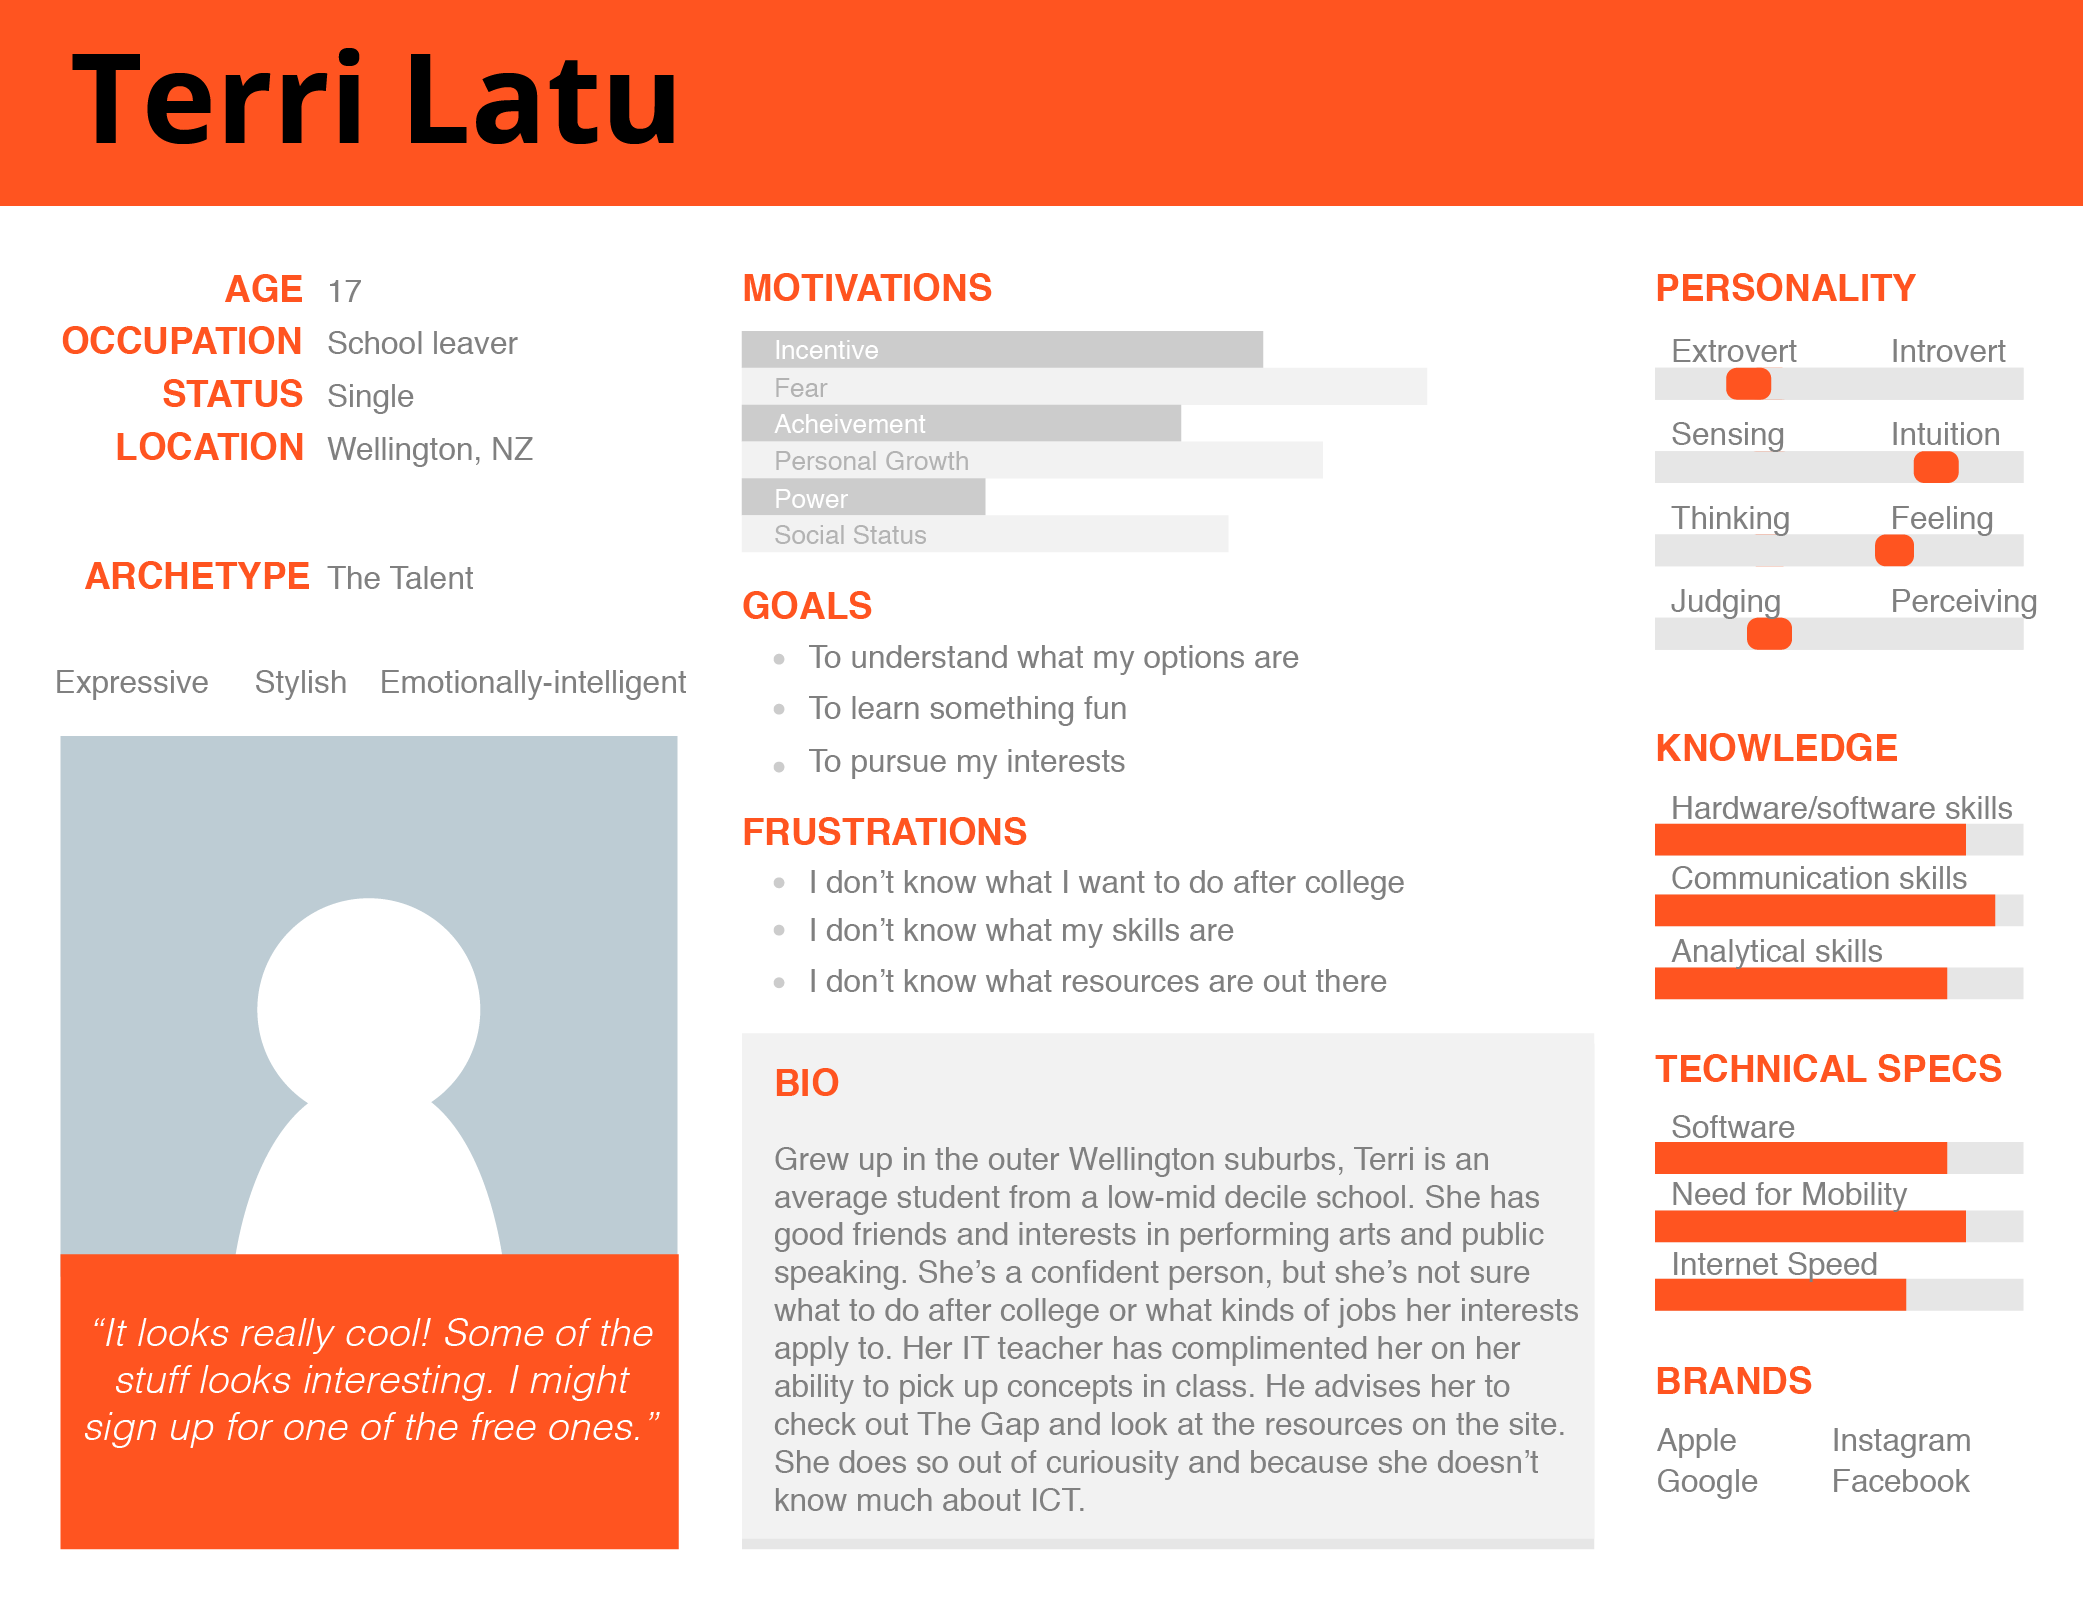 Terri Latu
AGE 17
OCCUPATION School leaver
STATUS Single
LOCATION Wellington, NZ
ARCHETYPE The Talent
Expressive Stylish Emotionally-intelligent
“It looks really cool! Some of the
stuff looks interesting. I might
sign up for one of the free ones.”
MOTIVATIONS
Incentive
Fear
Acheivement
Personal Growth
Power
Social Status
GOALS
• To understand what my options are
• To learn something fun
• To pursue my interests
FRUSTRATIONS
• I don’t know what I want to do after college
• I don’t know what my skills are
• I don’t know what resources are out there
BIO
Grew up in the outer Wellington suburbs, Terri is an
average student from a low-mid decile school. She has
good friends and interests in performing arts and public
speaking. She’s a confident person, but she’s not sure
what to do after college or what kinds of jobs her interests
apply to. Her IT teacher has complimented her on her
ability to pick up concepts in class. He advises her to
check out The Gap and look at the resources on the site.
She does so out of curiousity and because she doesn’t
know much about ICT.
PERSONALITY
Extrovert Introvert
Sensing Intuition
Thinking Feeling
Judging Perceiving
KNOWLEDGE
Hardware/software skills
Communication skills
Analytical skills
TECHNICAL SPECS
Software
Need for Mobility
Internet Speed
BRANDS
Apple Instagram
Google Facebook